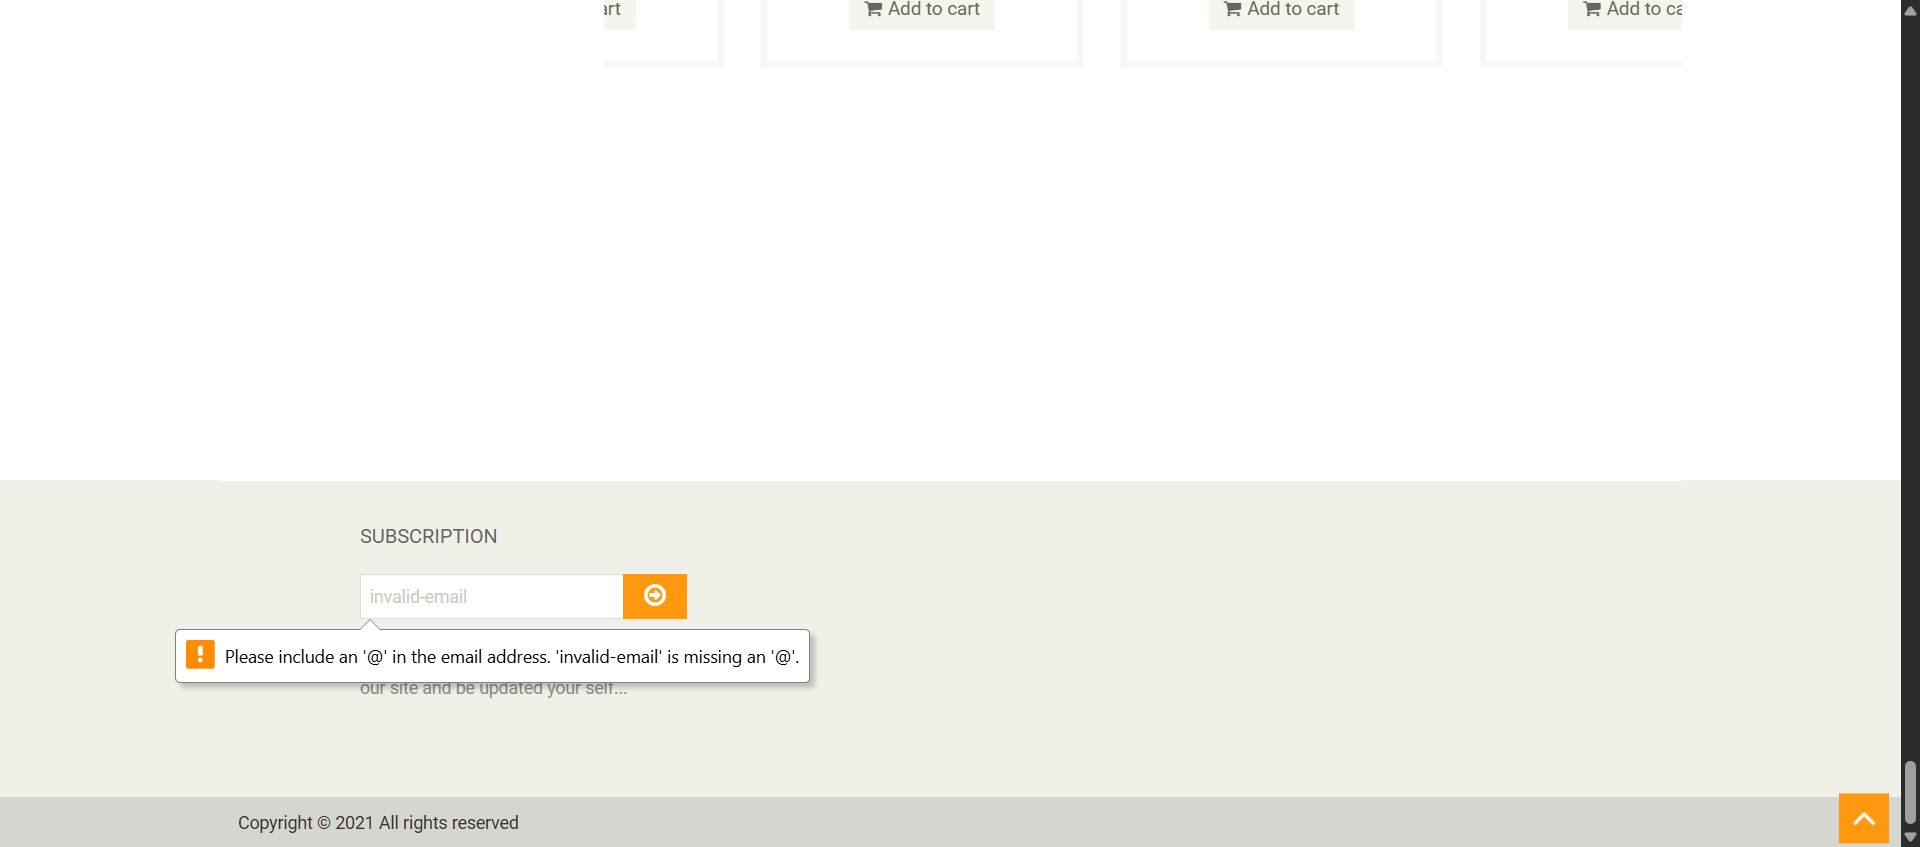 art
Add to cart
Add to cart
Add to ca
SUBSCRIPTION
invalid-email
Please include an '@' in the email address. 'invalid-email' is missing an '@'.
our site and be updated your self...
Copyright © 2021 All rights reserved